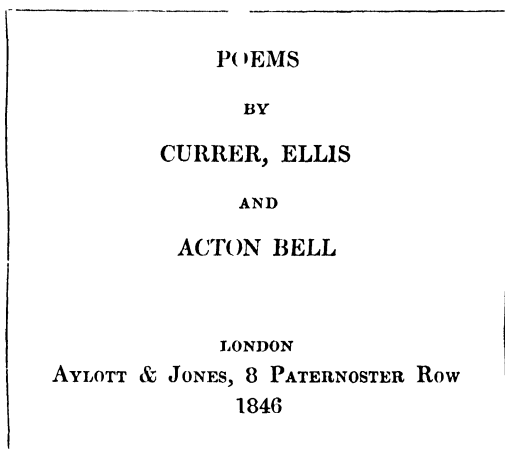 POEMS
BY
CURRER, ELLIS
AND
ACTON BELL
LONDON
AYLOTT & JONES, 8 PATERNOSTER ROW
1846